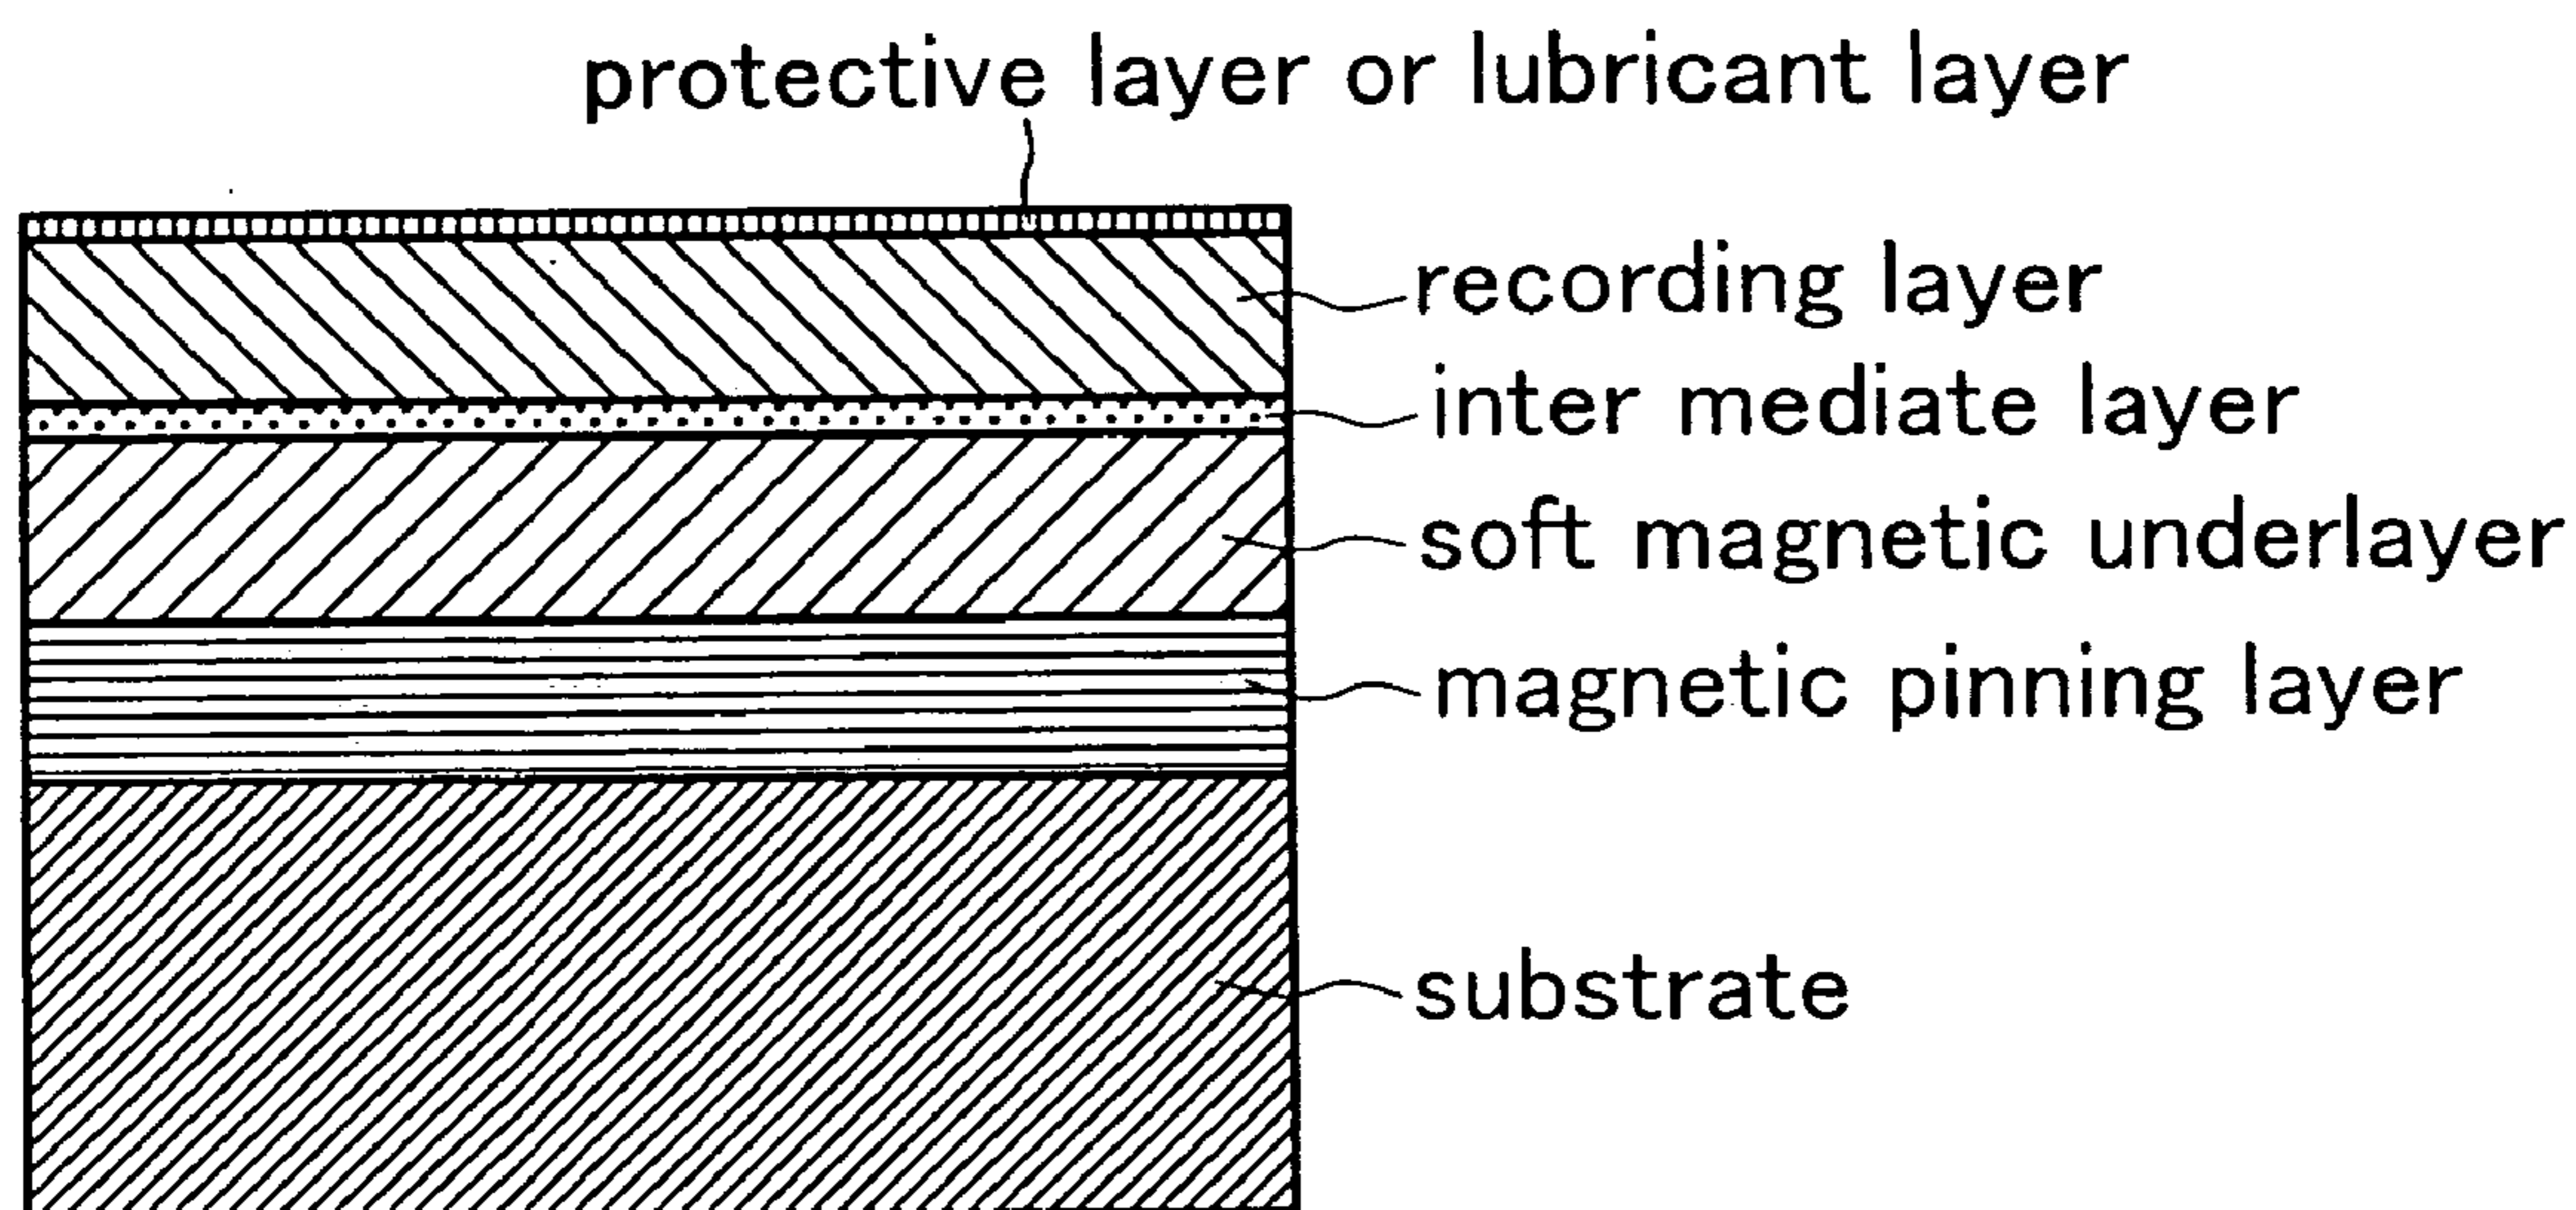 protective layer or lubricant layer
recording layer
inter mediate layer
soft magnetic underlayer
magnetic pinning layer
substrate